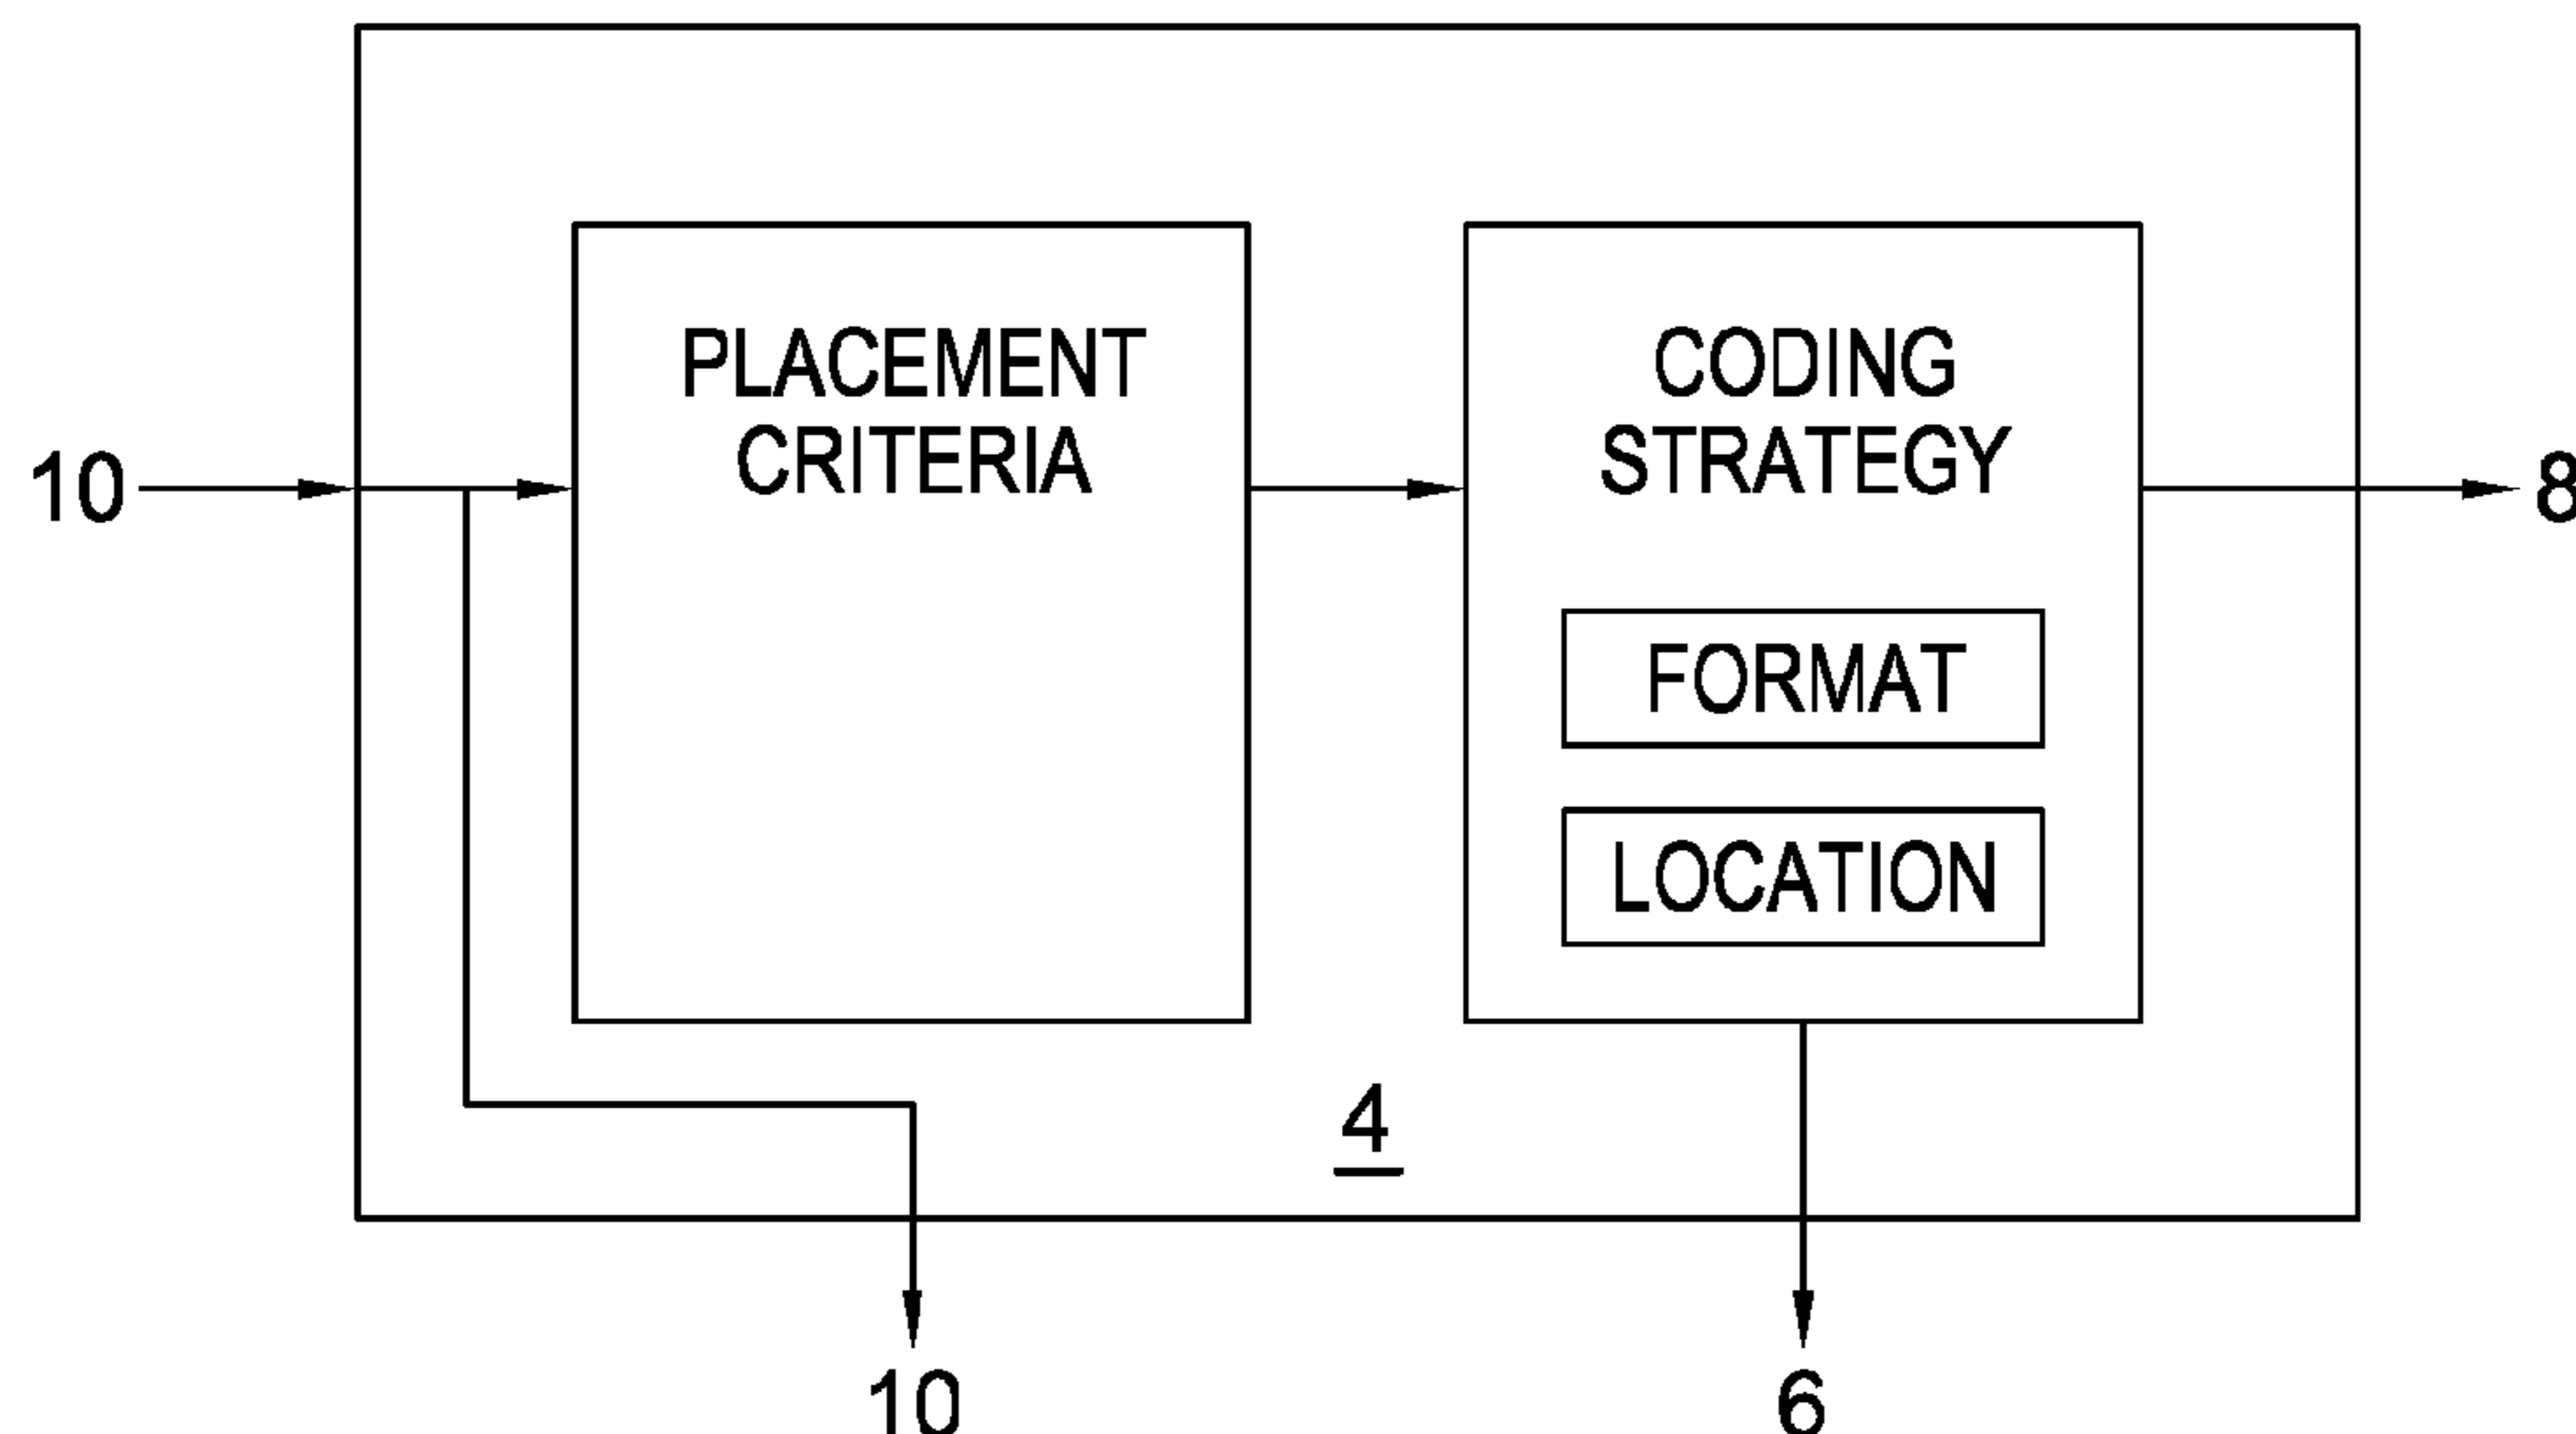 PLACEMENT
CRITERIA
CODING
STRATEGY
10
8
FORMAT
LOCATION
4
10
6